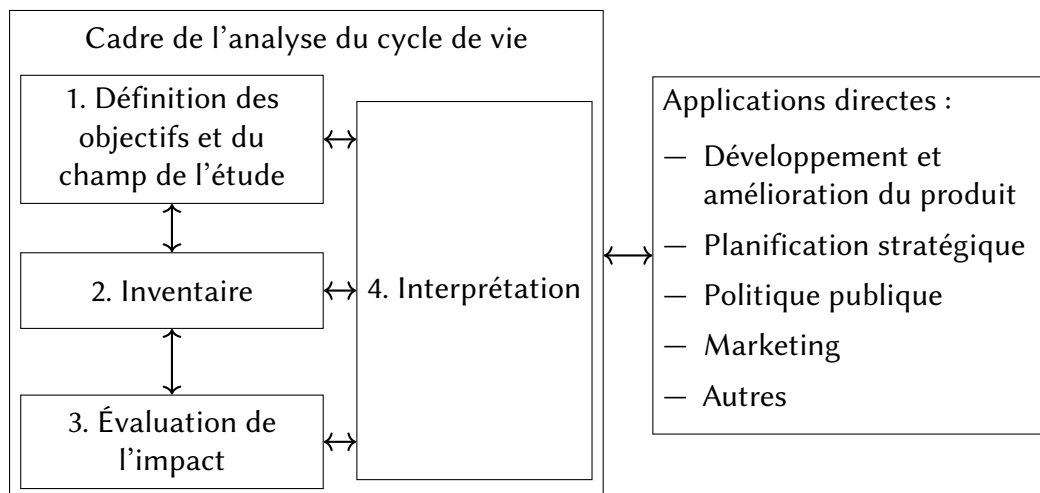 Cadre de l'analyse du cycle de vie
1. Définition des
objectifs et du
champ de l'étude
2. Inventaire
3. Évaluation de
l'impact
4. Interprétation
Applications directes :
— Développement et
amélioration du produit
— Planification stratégique
— Politique publique
— Marketing
— Autres